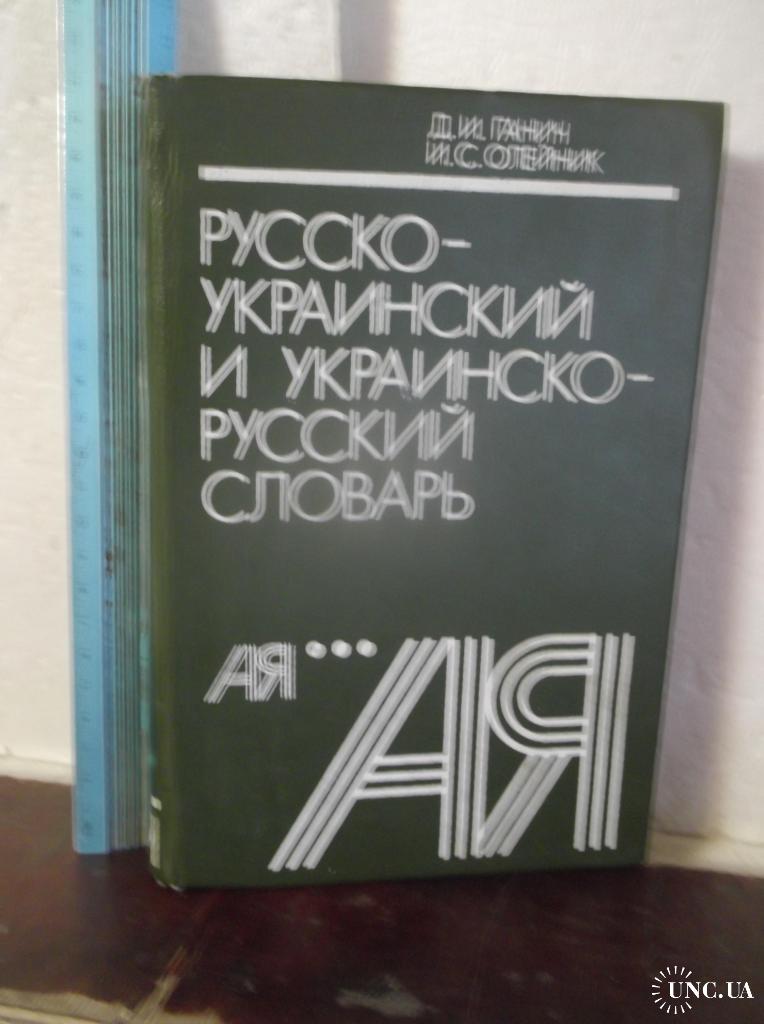 Д.И. ГАНИЧ
И.С. ОЛЕЙНИК
РУССКО-
УКРАИНСКИЙ
И УКРАИНСКО-
РУССКИЙ
СЛОВАРЬ
АЯ...АЯ
UNC.UA